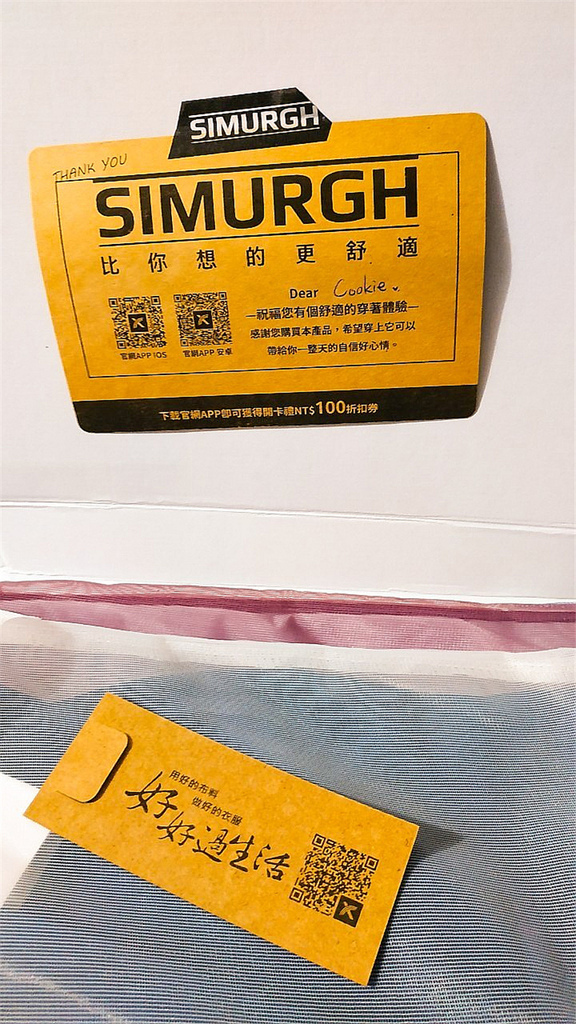 SIMURGH
THANK YOU
SIMURGH
比你想的更舒適
Dear Cookie
—祝福您有個舒適的穿著體驗—
感謝您購買本產品，希望穿上它可以
帶給你一整天的自信好心情。
官網APP IOS
官網APP 安卓
下載官網APP即可獲得開卡禮NT$100折扣券
用好的布料
做好的衣服
好
好過生活